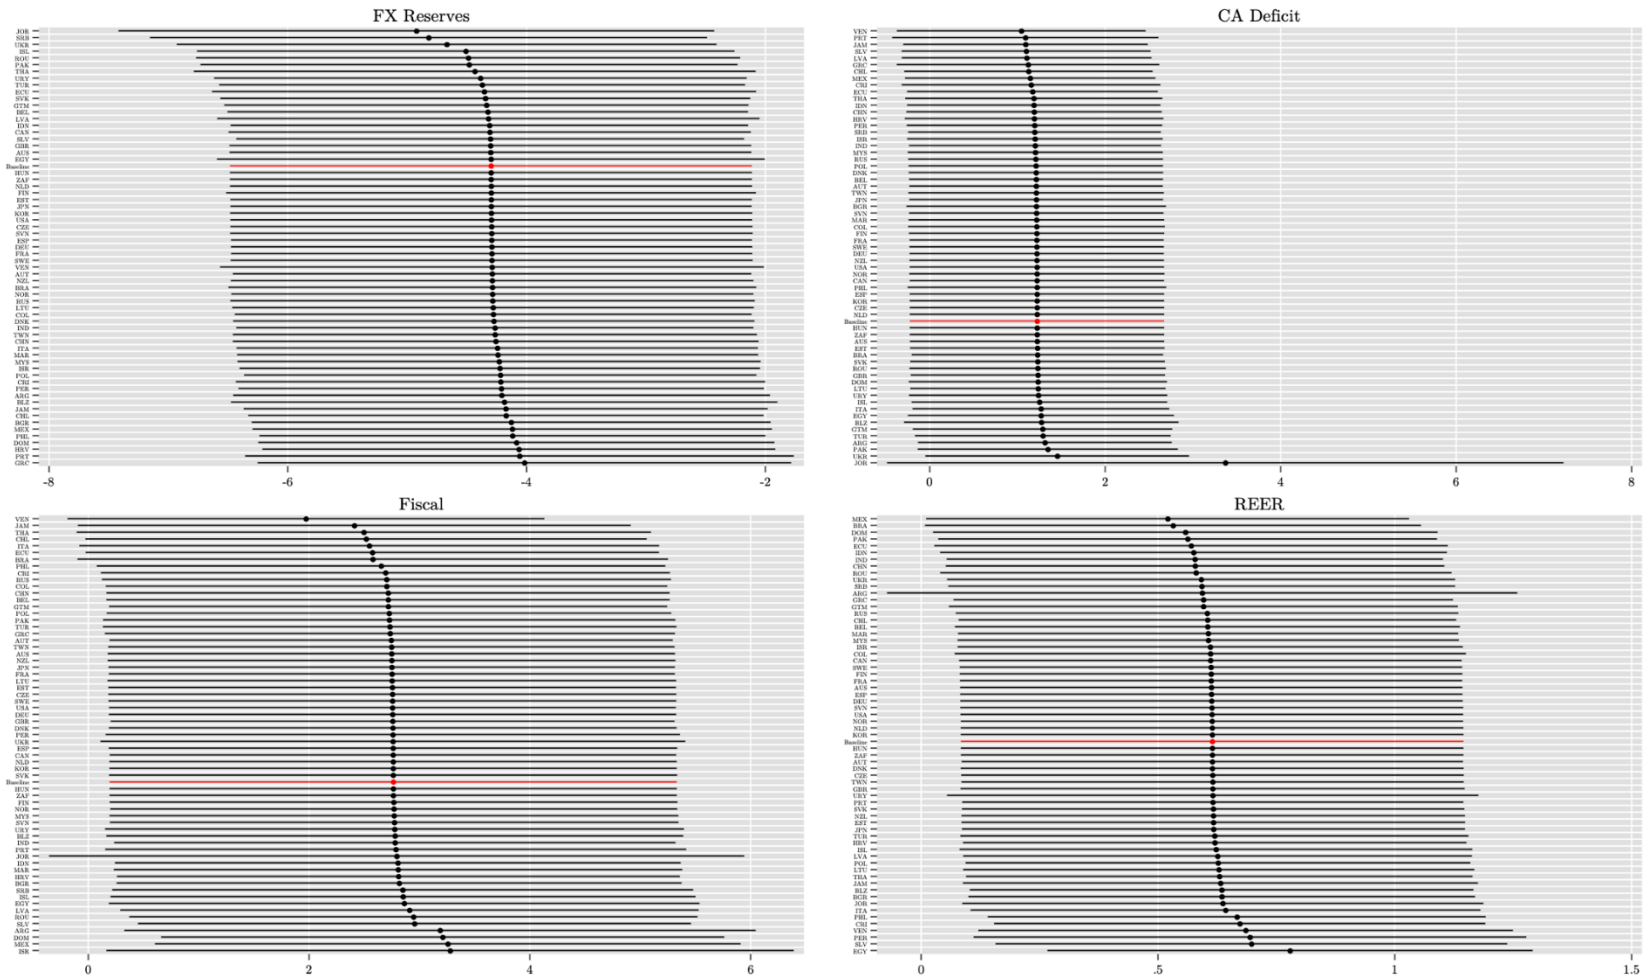 FX Reserves
JOR
SRB
UKR
ISL
ROU
PAK
THA
URY
TUR
ECU
SVK
GTM
BEL
LVA
IDN
CAN
SLV
GBR
AUS
EGY
Baseline
HUN
ZAF
NLD
FIN
EST
JPN
KOR
USA
CZE
SVN
ESP
DEU
FRA
SWE
VEN
AUT
NZL
BRA
NOR
RUS
LTU
COL
DNK
IND
TWN
CHN
ITA
MAR
MYS
ISR
POL
CRI
PER
ARG
BLZ
JAM
CHL
BGR
MEX
PHL
DOM
HRV
PRT
GRC
-8
-6
-4
-2
CA Deficit
VEN
PRT
JAM
SLV
LVA
GRC
CHL
MEX
CRI
ECU
THA
IDN
CHN
HRV
PER
SRB
ISR
IND
MYS
RUS
POL
DNK
BEL
AUT
TWN
JPN
BGR
SVN
MAR
COL
FIN
FRA
SWE
DEU
NZL
USA
NOR
CAN
PHL
ESP
KOR
CZE
NLD
Baseline
HUN
ZAF
AUS
EST
BRA
SVK
ROU
GBR
DOM
LTU
URY
ISL
ITA
EGY
BLZ
GTM
TUR
ARG
PAK
UKR
JOR
0
2
4
6
8
Fiscal
VEN
JAM
THA
CHL
ITA
ECU
BRA
PHL
CRI
RUS
COL
CHN
BEL
GTM
POL
PAK
TUR
GRC
AUT
TWN
AUS
NZL
JPN
FRA
LTU
EST
CZE
SWE
USA
DEU
GBR
DNK
PER
UKR
ESP
CAN
NLD
KOR
SVK
Baseline
HUN
ZAF
FIN
NOR
MYS
SVN
URY
BLZ
IND
PRT
JOR
IDN
MAR
HRV
BGR
SRB
ISL
EGY
LVA
ROU
SLV
ARG
DOM
MEX
ISR
0
2
4
6
REER
MEX
BRA
DOM
PAK
ECU
IDN
IND
CHN
ROU
UKR
SRB
ARG
GRC
GTM
RUS
CHL
BEL
MAR
MYS
ISR
COL
CAN
SWE
FIN
FRA
AUS
ESP
DEU
SVN
USA
NOR
NLD
KOR
Baseline
HUN
ZAF
AUT
DNK
CZE
TWN
GBR
URY
PRT
SVK
NZL
EST
JPN
TUR
HRV
ISL
LVA
POL
LTU
THA
JAM
BLZ
BGR
JOR
ITA
PHL
CRI
VEN
PER
SLV
EGY
0
.5
1
1.5